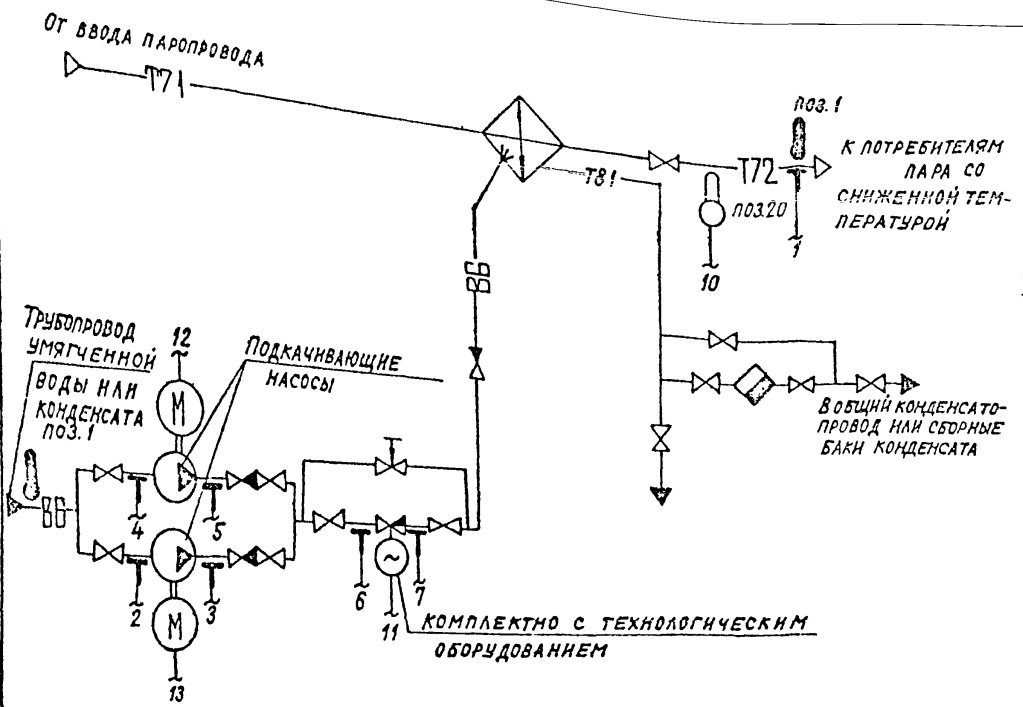 От ввода паропровода
Т71
поз.1
К потребителям
пара со
сниженной тем-
пературой
Т72
Т81
поз.20
10
1
В6
Трубопровод
умягченной
воды или
конденсата
поз.1
12
Подкачивающие
насосы
М
В общий конденсато-
провод или сборные
баки конденсата
В6
4
5
2
3
6
7
~
11
Комплектно с технологическим
оборудованием
М
13